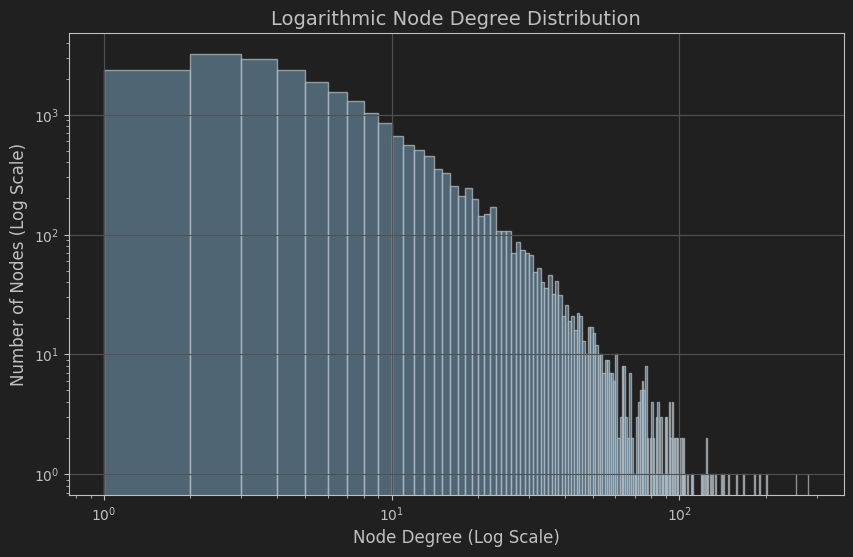 Logarithmic Node Degree Distribution
Number of Nodes (Log Scale)
10³
10²
10¹
10⁰
10⁰ 10¹ 10²
Node Degree (Log Scale)